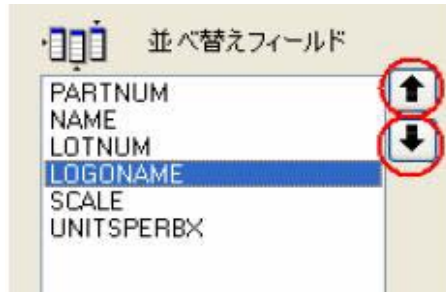 並べ替えフィールド
PARTNUM
NAME
LOTNUM
LOGONAME
SCALE
UNITSPERBX